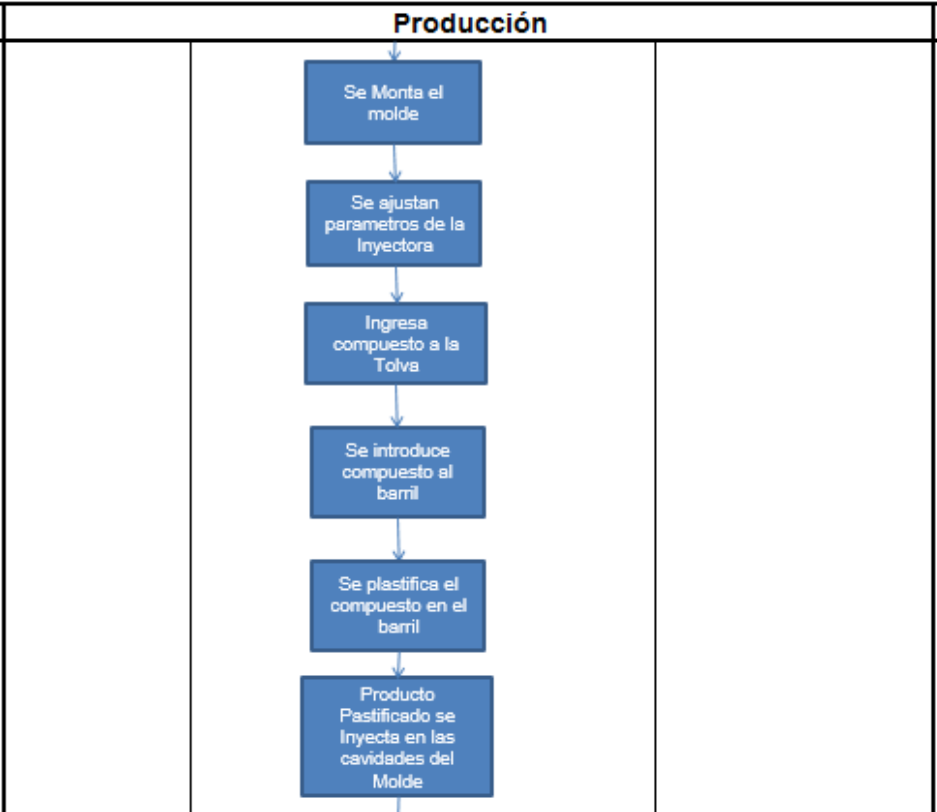 Producción
Se Monta el
molde
Se ajustan
parametros de la
Inyectora
Ingresa
compuesto a la
Tolva
Se introduce
compuesto al
barril
Se plastifica el
compuesto en el
barril
Producto
Pastificado se
Inyecta en las
cavidades del
Molde